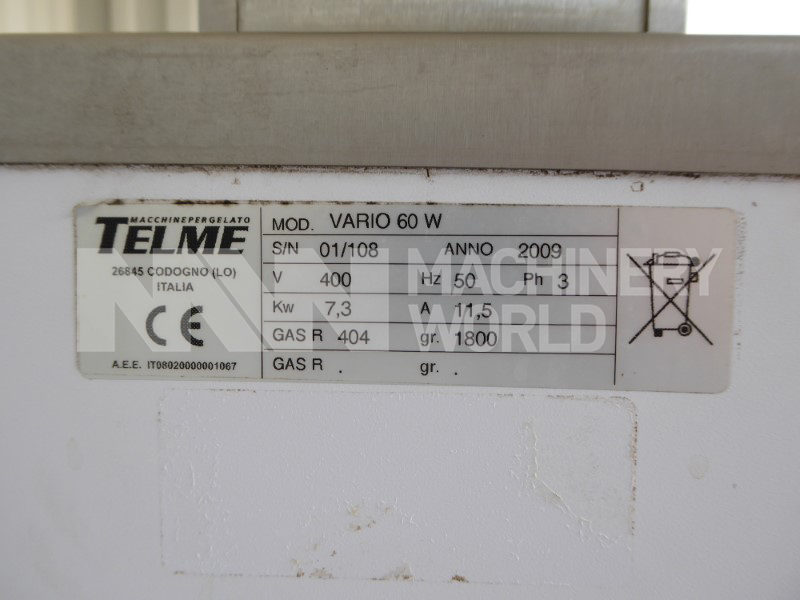 MACCHINEPERGELATO
TELME
26845 CODOGNO (LO)
ITALIA
CE
A.E.E. IT08020000001067
MOD. VARIO 60 W
S/N 01/108 ANNO 2009
V 400 Hz 50 Ph 3
Kw 7,3 A 11,5
GAS R 404 gr. 1800
GAS R . gr. .
MACHINERY
WORLD